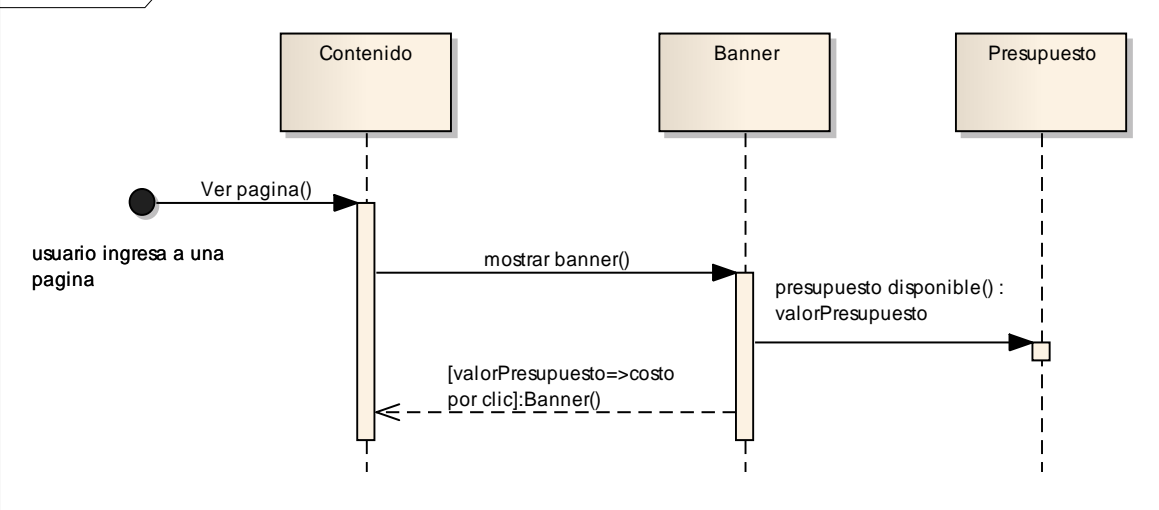 Contenido
Banner
Presupuesto
Ver pagina()
usuario ingresa a una
pagina
mostrar banner()
presupuesto disponible() :
valorPresupuesto
[valorPresupuesto=>costo
por clic]:Banner()